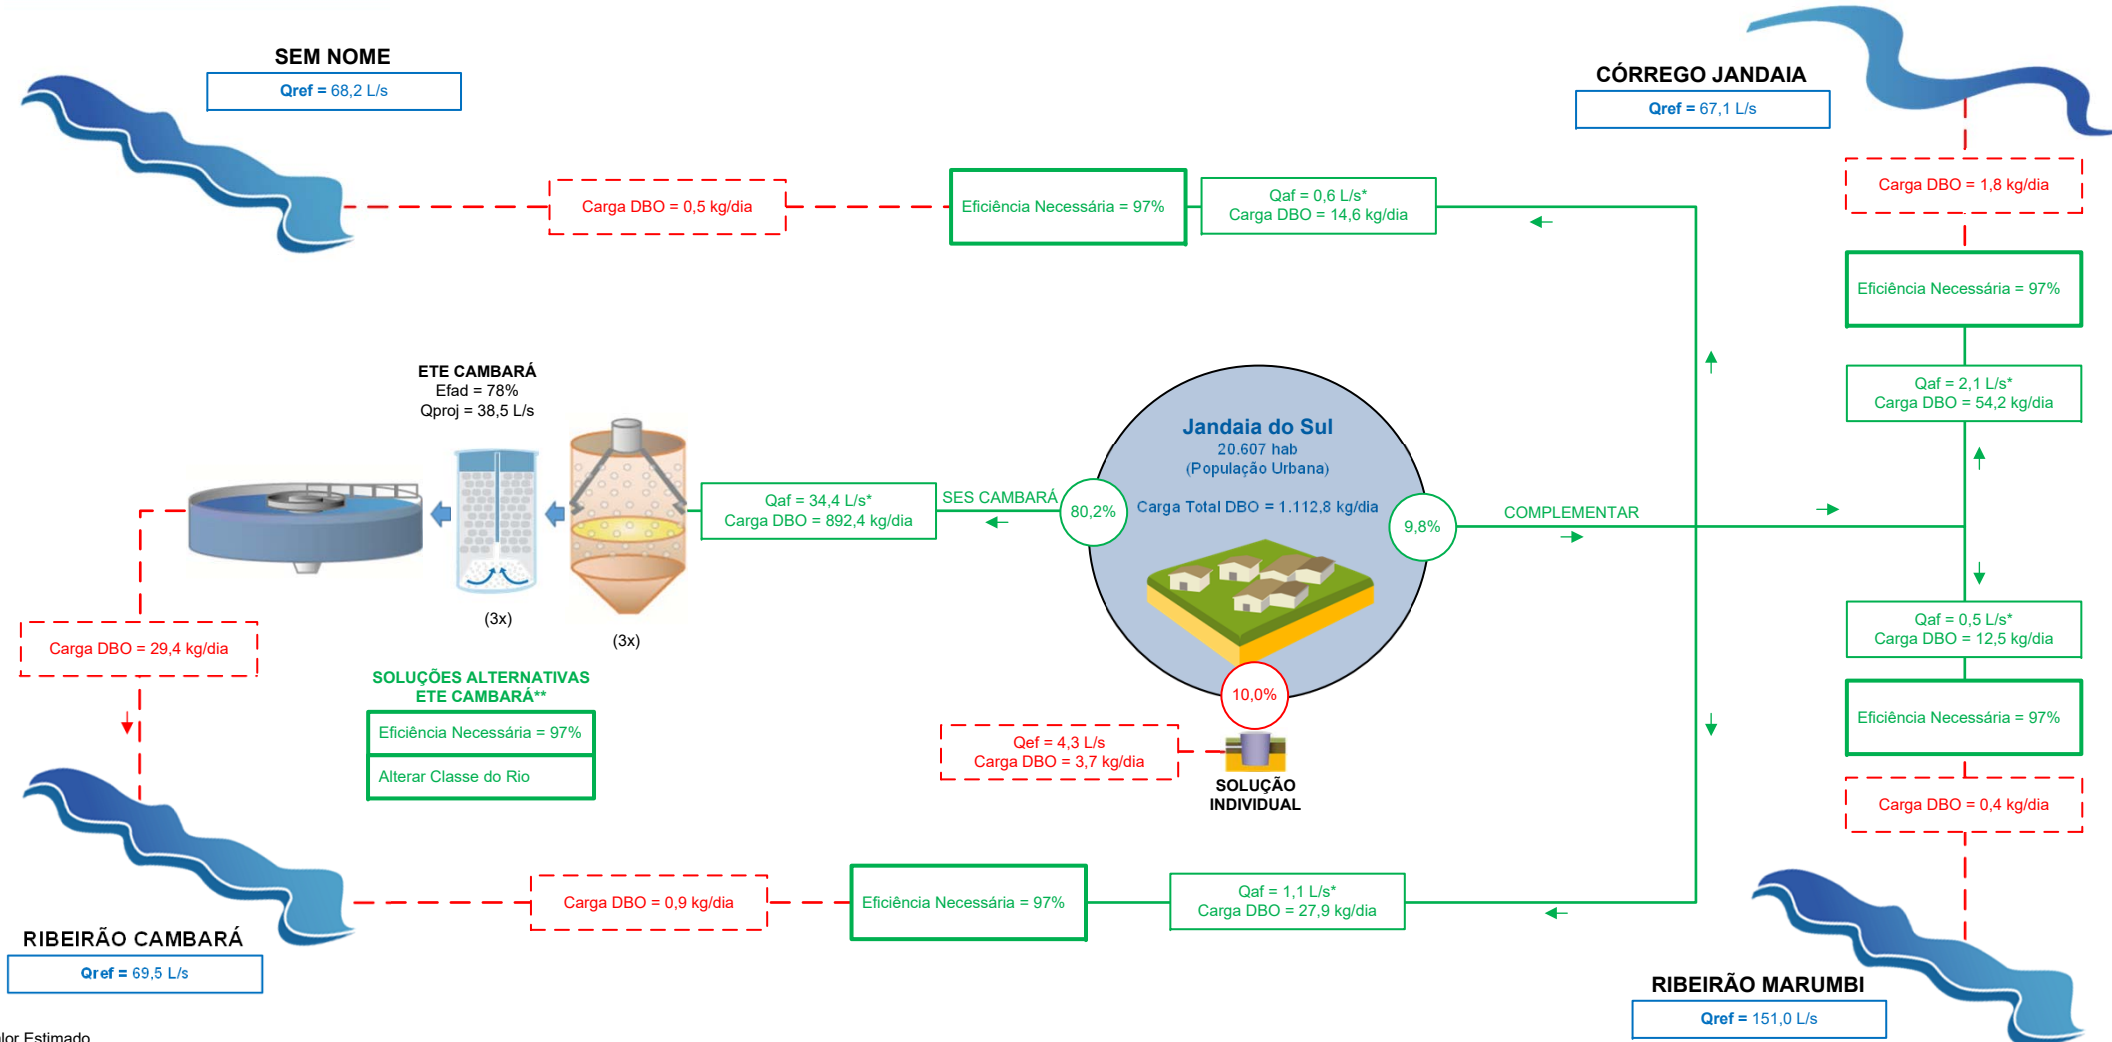 SEM NOME
Qref = 68,2 L/s
CÓRREGO JANDAIA
Qref = 67,1 L/s
Carga DBO = 0,5 kg/dia
Eficiência Necessária = 97%
Qaf = 0,6 L/s*
Carga DBO = 14,6 kg/dia
Carga DBO = 1,8 kg/dia
Eficiência Necessária = 97%
Qaf = 2,1 L/s*
Carga DBO = 54,2 kg/dia
ETE CAMBARÁ
Efad = 78%
Qproj = 38,5 L/s
(3x)
(3x)
Qaf = 34,4 L/s*
Carga DBO = 892,4 kg/dia
SES CAMBARÁ
80,2%
Jandaia do Sul
20.607 hab
(População Urbana)
Carga Total DBO = 1.112,8 kg/dia
9,8%
COMPLEMENTAR
10,0%
Qaf = 0,5 L/s*
Carga DBO = 12,5 kg/dia
Eficiência Necessária = 97%
Carga DBO = 0,4 kg/dia
Carga DBO = 29,4 kg/dia
SOLUÇÕES ALTERNATIVAS
ETE CAMBARÁ**
Eficiência Necessária = 97%
Alterar Classe do Rio
Qef = 4,3 L/s
Carga DBO = 3,7 kg/dia
SOLUÇÃO
INDIVIDUAL
Carga DBO = 0,9 kg/dia
Eficiência Necessária = 97%
Qaf = 1,1 L/s*
Carga DBO = 27,9 kg/dia
RIBEIRÃO CAMBARÁ
Qref = 69,5 L/s
RIBEIRÃO MARUMBI
Qref = 151,0 L/s
Estimado